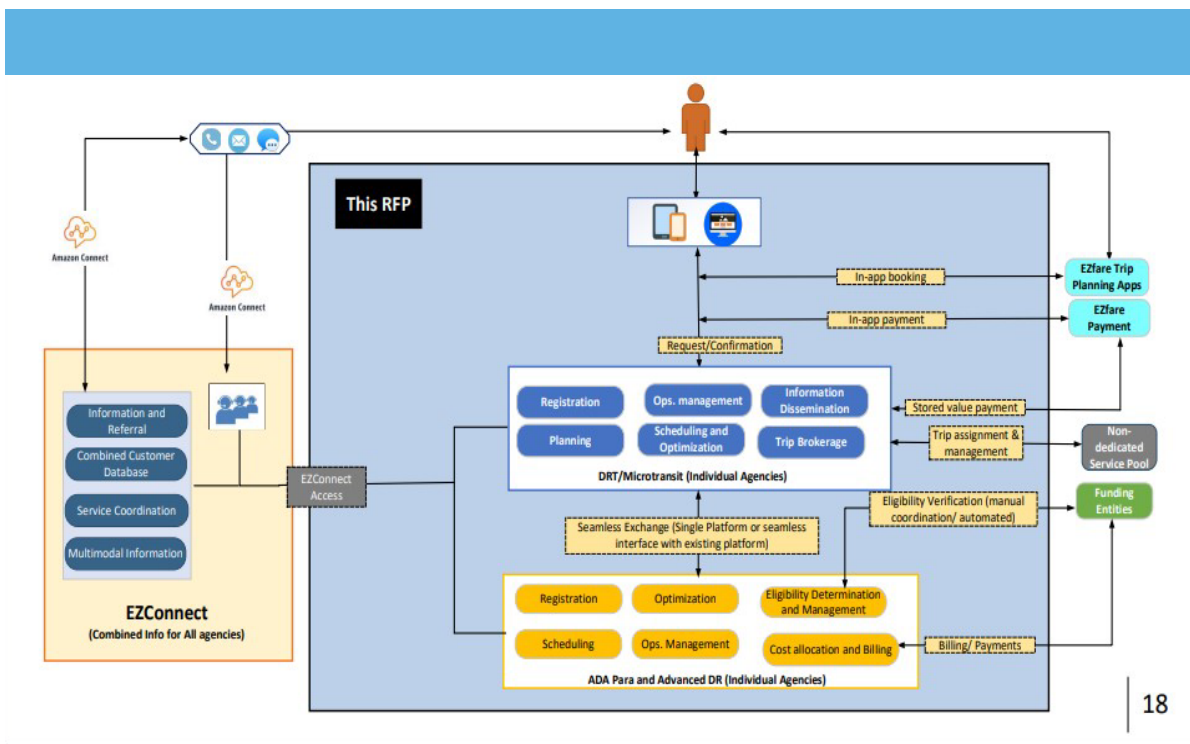 This RFP
Amazon Connect
Amazon Connect
In-app booking
EZfare Trip
Planning Apps
In-app payment
EZfare
Payment
Request/Confirmation
Information and
Referral
Combined Customer
Database
Service Coordination
Multimodal Information
EZConnect
(Combined Info for All agencies)
EZConnect
Access
Registration
Ops. management
Information
Dissemination
Planning
Scheduling and
Optimization
Trip Brokerage
DRT/Microtransit (Individual Agencies)
Stored value payment
Trip assignment &
management
Non-
dedicated
Service Pool
Eligibility Verification (manual
coordination/ automated)
Funding
Entities
Seamless Exchange (Single Platform or seamless
interface with existing platform)
Registration
Optimization
Eligibility Determination
and Management
Scheduling
Ops. Management
Cost allocation and Billing
Billing/ Payments
ADA Para and Advanced DR (Individual Agencies)
18